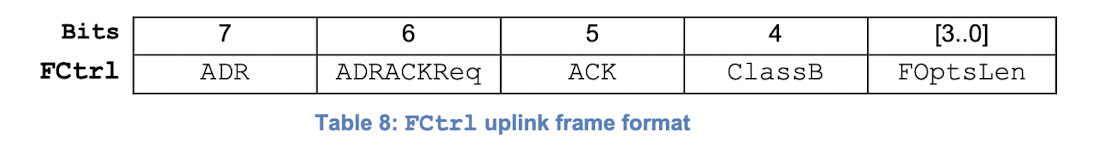 Bits 7 6 5 4 [3..0]
FCtrl ADR ADRACKReq ACK ClassB FOptsLen
Table 8: FCtrl uplink frame format